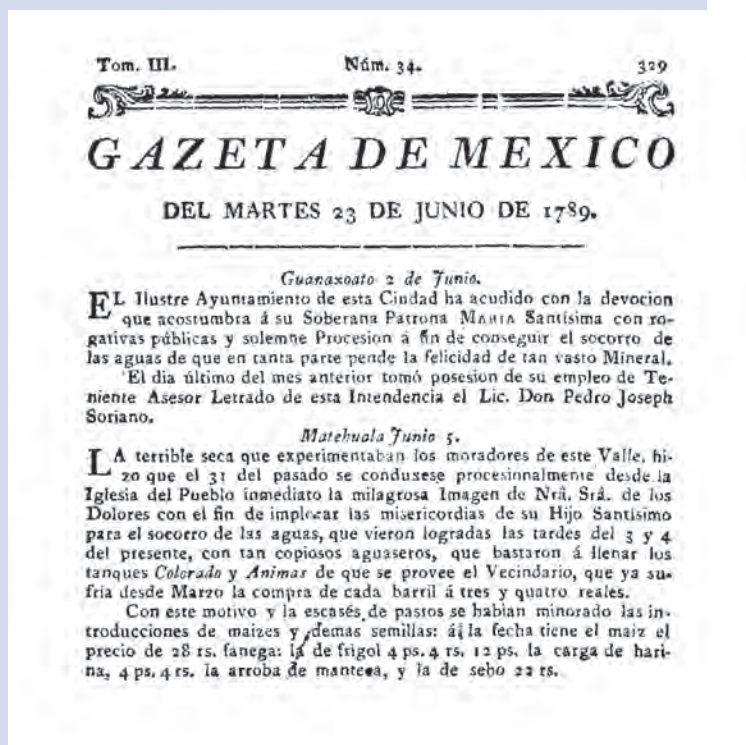 Tom. III. Núm. 34. 329
GAZETA DE MEXICO
DEL MARTES 23 DE JUNIO DE 1789.
Guanaxoato 2 de Junio.
EL Ilustre Ayuntamiento de esta Ciudad ha acudido con la devocion
que acostumbra á su Soberana Patrona MARIA Santísima con ro-
gativas públicas y solemne Procesion á fin de conseguir el socorro de
las aguas de que en tanta parte pende la felicidad de tan vasto Mineral.
El dia último del mes anterior tomó posesion de su empleo de Te-
niente Asesor Letrado de esta Intendencia el Lic. Don Pedro Joseph
Soriano.
Matehuala Junio 5.
LA terrible seca que experimentaban los moradores de este Valle, hi-
zo que el 31 del pasado se conduxese procesionalmente desde la
Iglesia del Pueblo inmediato la milagrosa Imagen de Nrâ. Srâ. de los
Dolores con el fin de implorar las misericordias de su Hijo Santísimo
para el socorro de las aguas, que vieron logradas las tardes del 3 y 4
del presente, con tan copiosos aguaseros, que bastaron á llenar los
tanques Colorado y Animas de que se provee el Vecindario, que ya su-
fría desde Marzo la compra de cada barril á tres y quatro reales.
Con este motivo y la escasés de pastos se habian minorado las in-
troducciones de maizes y demas semillas: á la fecha tiene el maiz el
precio de 28 rs. fanega: la de frigol 4 ps. 4 rs. 12 ps. la carga de hari-
na, 4 ps. 4 rs. la arroba de manteca, y la de sebo 22 rs.